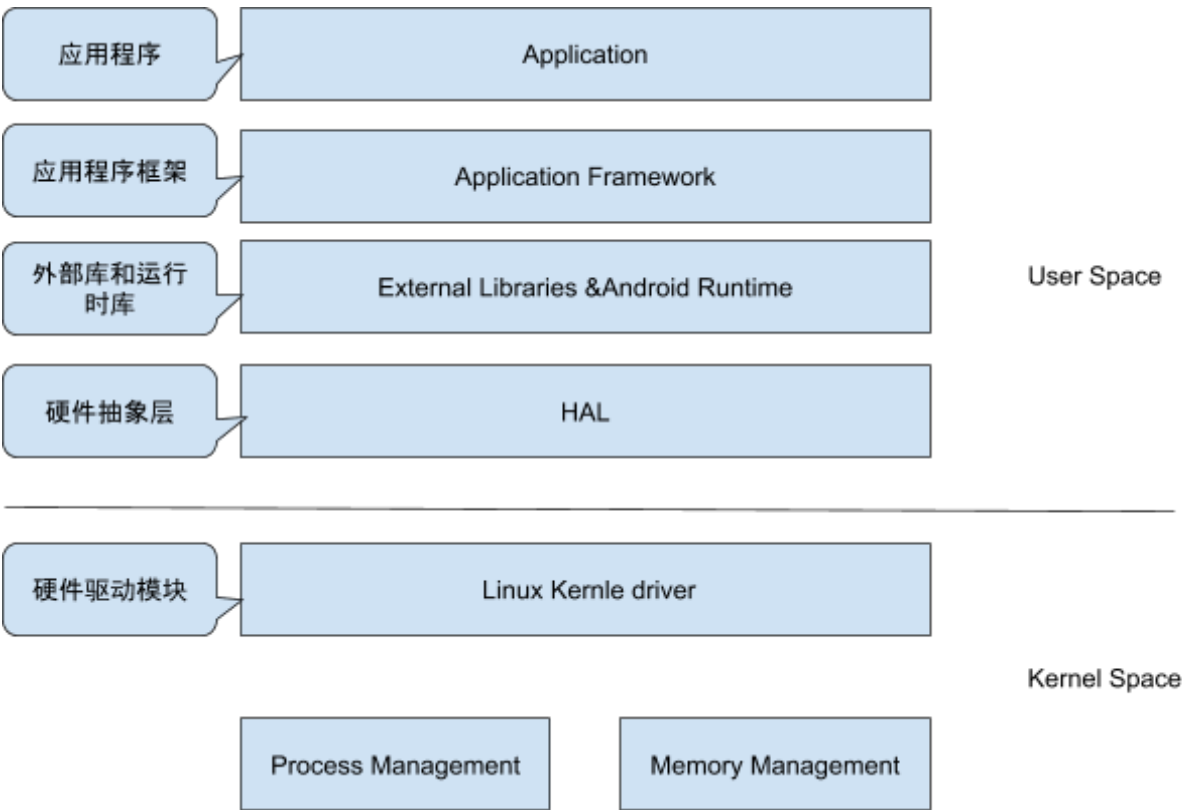 应用程序
Application
应用程序框架
Application Framework
外部库和运行
时库
External Libraries &Android Runtime
User Space
硬件抽象层
HAL
硬件驱动模块
Linux Kernle driver
Kernel Space
Process Management
Memory Management